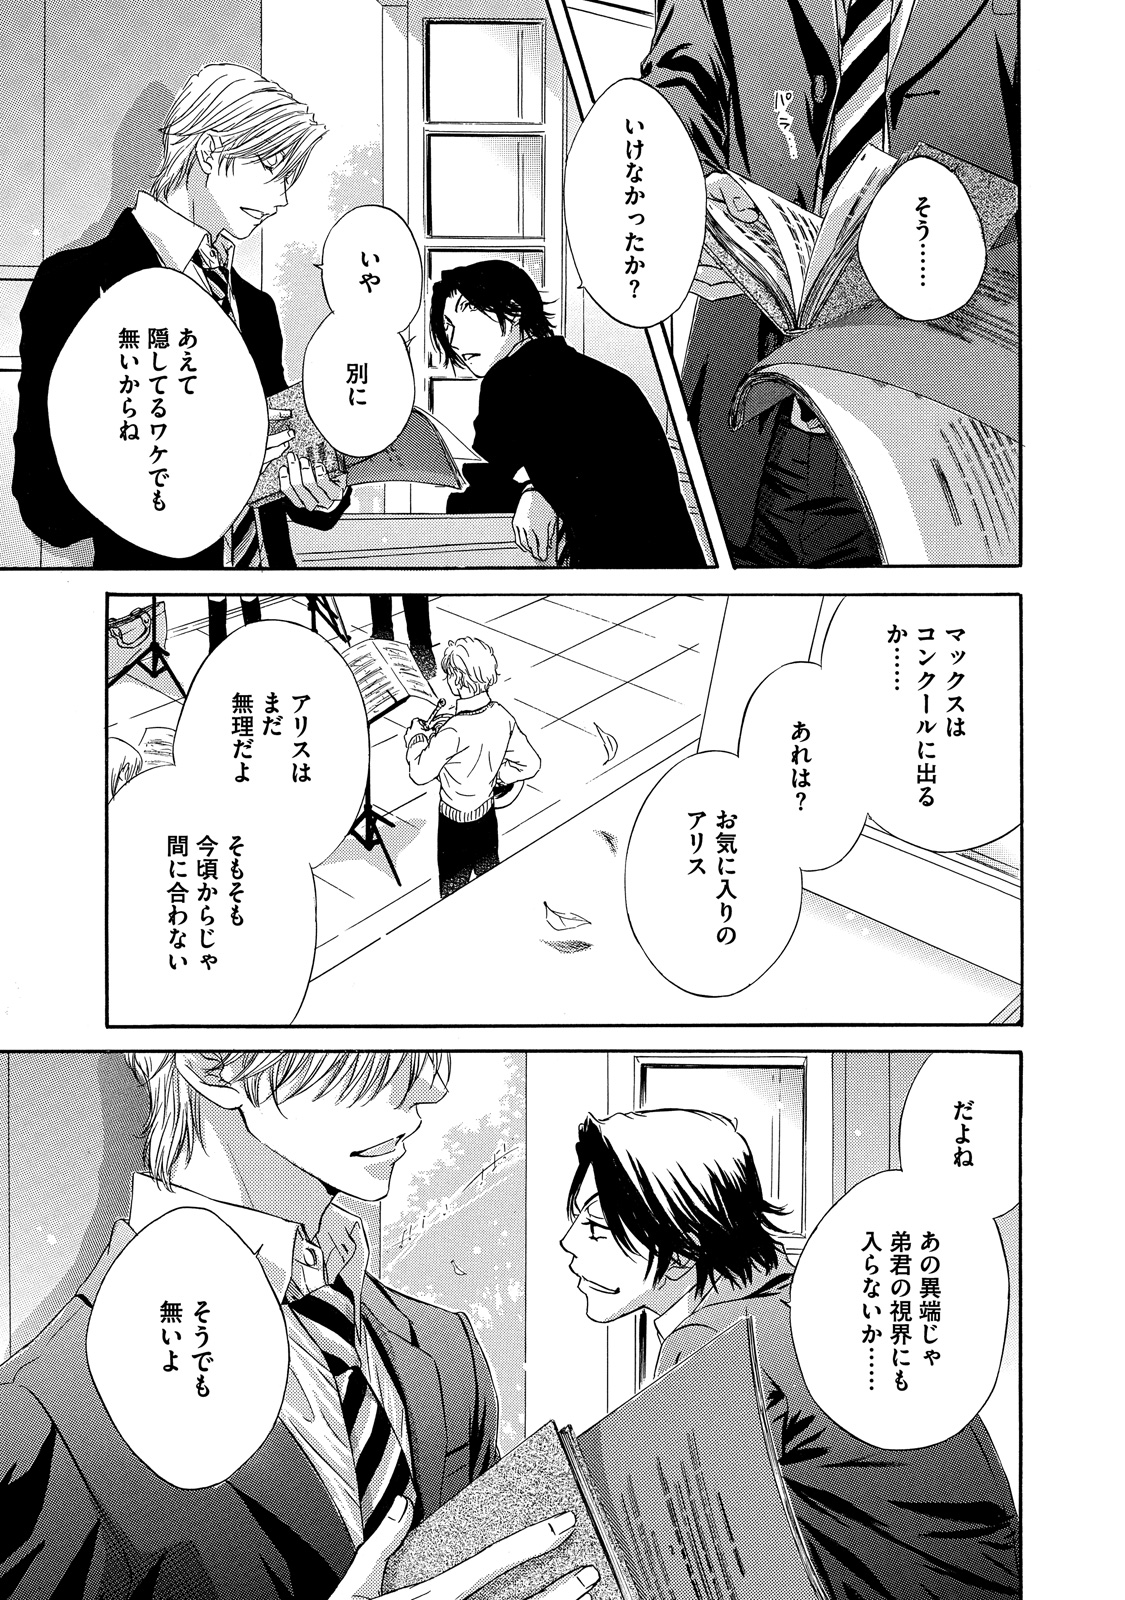 パラ…
そう……
いけなかったか？
いや
別に
あえて
隠してるワケでも
無いからね
マックスは
コンクールに出る
か……
あれは？
お気に入りの
アリス
アリスは
まだ
無理だよ
そもそも
今頃からじゃ
間に合わない
だよね
あの異端じゃ
弟君の視界にも
入らないか……
そうでも
無いよ